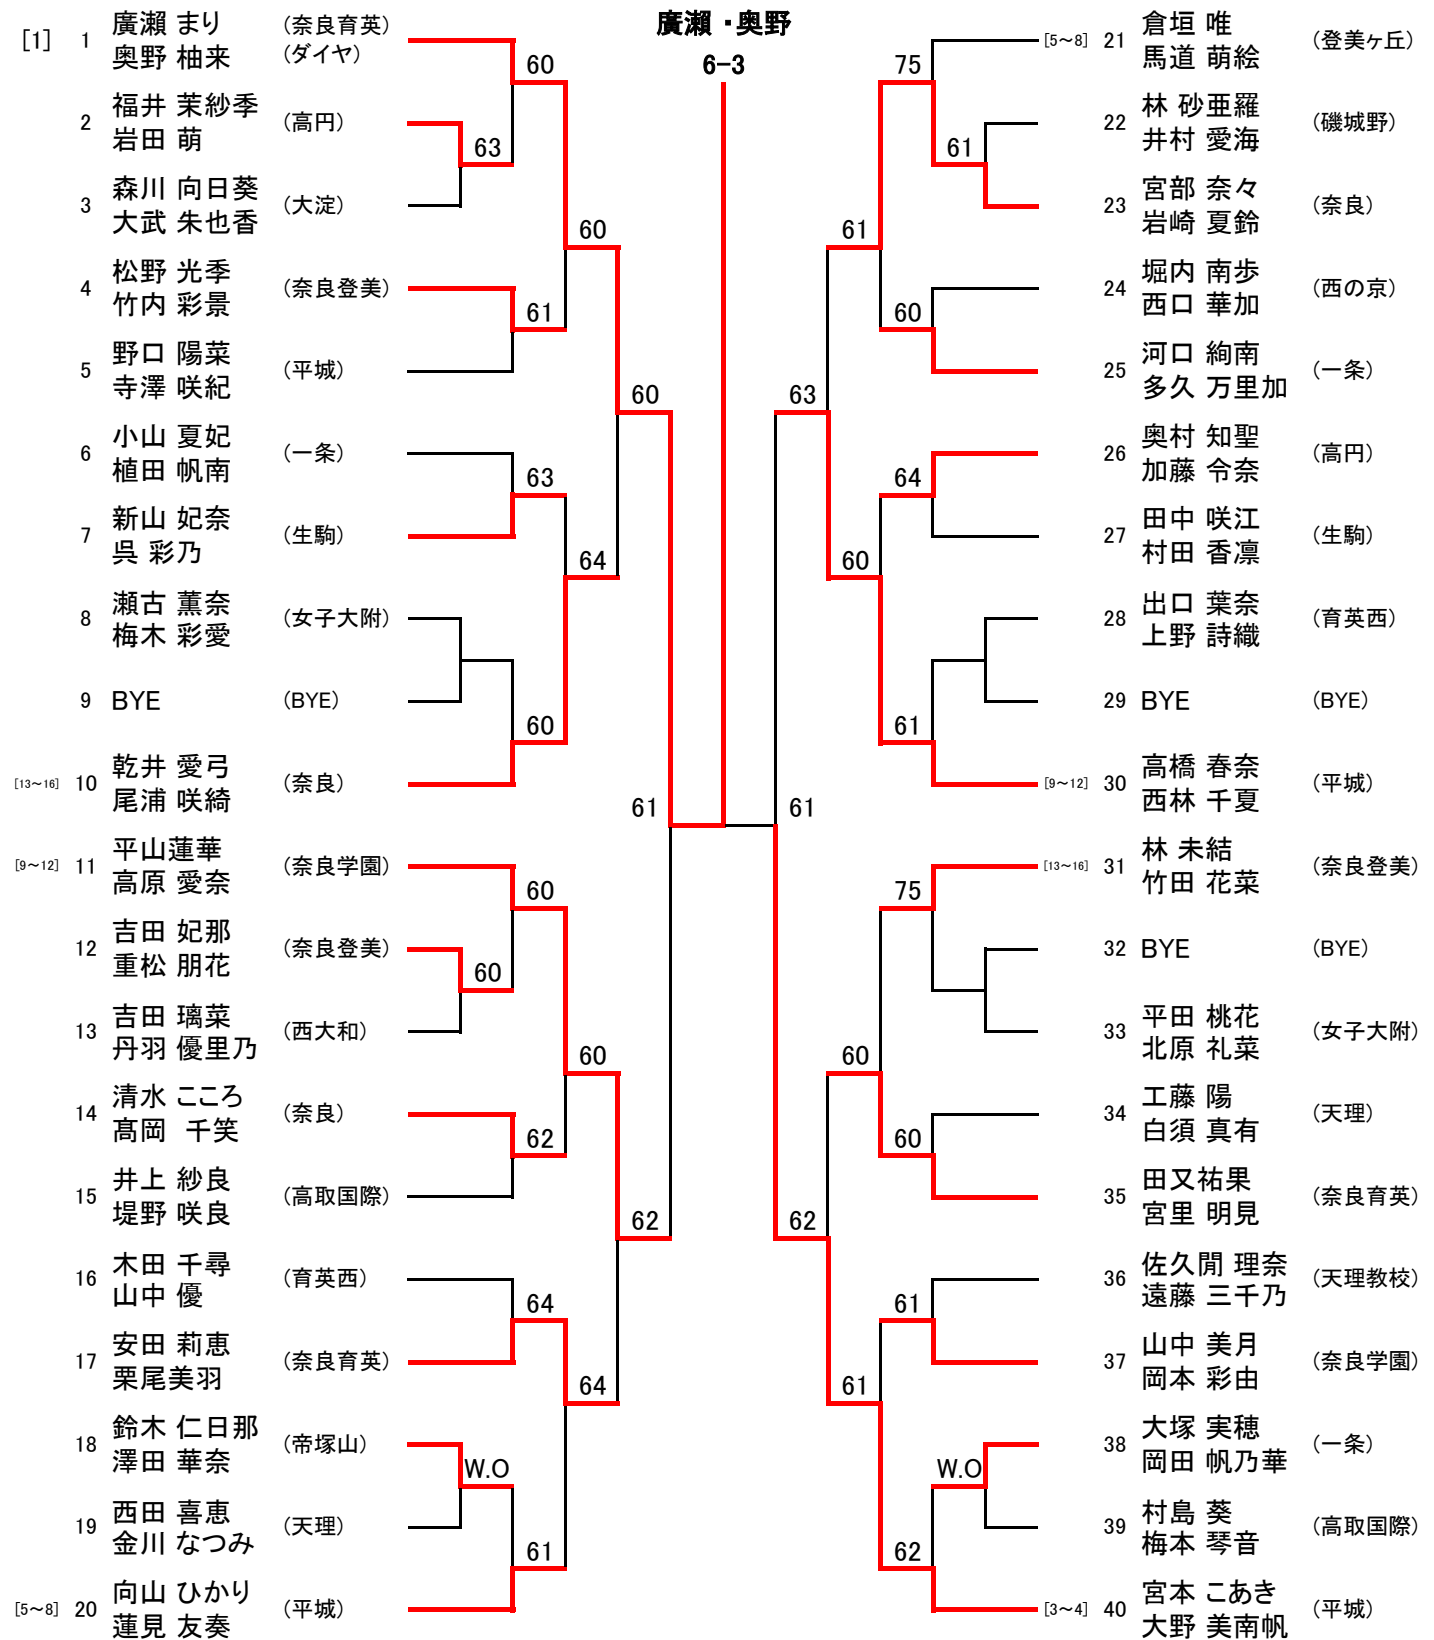 廣瀬・奥野
6-3
[1] 1 廣瀬 まり (奈良育英)
奥野 柚来 (ダイヤ)
60
2 福井 茉紗季 (高円)
岩田 萌
63
3 森川 向日葵 (大淀)
大武 朱也香
60
4 松野 光季 (奈良登美)
竹内 彩景
61
5 野口 陽菜 (平城)
寺澤 咲紀
60
6 小山 夏妃 (一条)
植田 帆南
63
7 新山 妃奈 (生駒)
呉 彩乃
64
8 瀬古 薫奈 (女子大附)
梅木 彩愛
9 BYE (BYE)
60
[13~16] 10 乾井 愛弓 (奈良)
尾浦 咲綺
61
[9~12] 11 平山蓮華 (奈良学園)
高原 愛奈
60
12 吉田 妃那 (奈良登美)
重松 朋花
60
13 吉田 璃菜 (西大和)
丹羽 優里乃
60
14 清水 こころ (奈良)
髙岡 千笑
62
15 井上 紗良 (高取国際)
堤野 咲良
62
16 木田 千尋 (育英西)
山中 優
64
17 安田 莉恵 (奈良育英)
栗尾美羽
64
18 鈴木 仁日那 (帝塚山)
澤田 華奈
W.O
19 西田 喜恵 (天理)
金川 なつみ
61
[5~8] 20 向山 ひかり (平城)
蓮見 友奏
[5~8] 21 倉垣 唯 (登美ヶ丘)
馬道 萌絵
75
22 林 砂亜羅 (磯城野)
井村 愛海
61
23 宮部 奈々 (奈良)
岩崎 夏鈴
61
24 堀内 南歩 (西の京)
西口 華加
60
25 河口 絢南 (一条)
多久 万里加
63
26 奥村 知聖 (高円)
加藤 令奈
64
27 田中 咲江 (生駒)
村田 香凛
60
28 出口 葉奈 (育英西)
上野 詩織
29 BYE (BYE)
61
[9~12] 30 高橋 春奈 (平城)
西林 千夏
61
[13~16] 31 林 未結 (奈良登美)
竹田 花菜
75
32 BYE (BYE)
33 平田 桃花 (女子大附)
北原 礼菜
60
34 工藤 陽 (天理)
白須 真有
60
35 田又祐果 (奈良育英)
宮里 明見
62
36 佐久間 理奈 (天理教校)
遠藤 三千乃
61
37 山中 美月 (奈良学園)
岡本 彩由
61
38 大塚 実穂 (一条)
岡田 帆乃華
W.O
39 村島 葵 (高取国際)
梅本 琴音
62
[3~4] 40 宮本 こあき (平城)
大野 美南帆